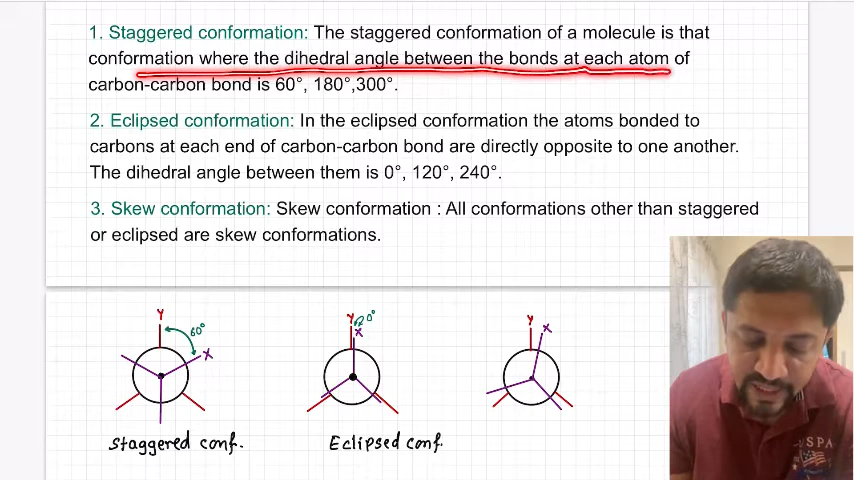 1. Staggered conformation: The staggered conformation of a molecule is that
conformation where the dihedral angle between the bonds at each atom of
carbon-carbon bond is 60°, 180°,300°.
2. Eclipsed conformation: In the eclipsed conformation the atoms bonded to
carbons at each end of carbon-carbon bond are directly opposite to one another.
The dihedral angle between them is 0°, 120°, 240°.
3. Skew conformation: Skew conformation : All conformations other than staggered
or eclipsed are skew conformations.
Y
60°
X
Y
0°
X
Y
X
Staggered conf.
Eclipsed conf.
SPA